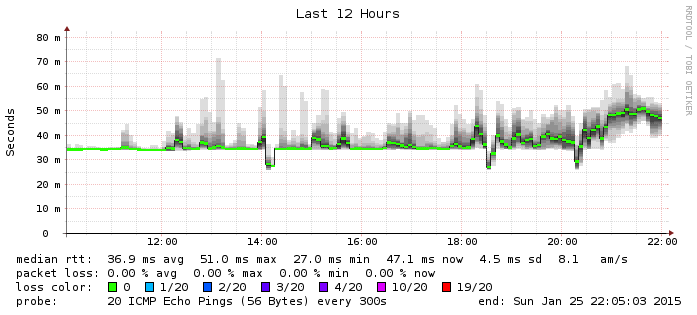 Last 12 Hours
RRDTOOL / TOBI OETIKER
Seconds
80 m
70 m
60 m
50 m
40 m
30 m
20 m
10 m
0
12:00 14:00 16:00 18:00 20:00 22:00
median rtt: 36.9 ms avg 51.0 ms max 27.0 ms min 47.1 ms now 4.5 ms sd 8.1 am/s
packet loss: 0.00 % avg 0.00 % max 0.00 % min 0.00 % now
loss color: 0 1/20 2/20 3/20 4/20 10/20 19/20
probe: 20 ICMP Echo Pings (56 Bytes) every 300s end: Sun Jan 25 22:05:03 2015